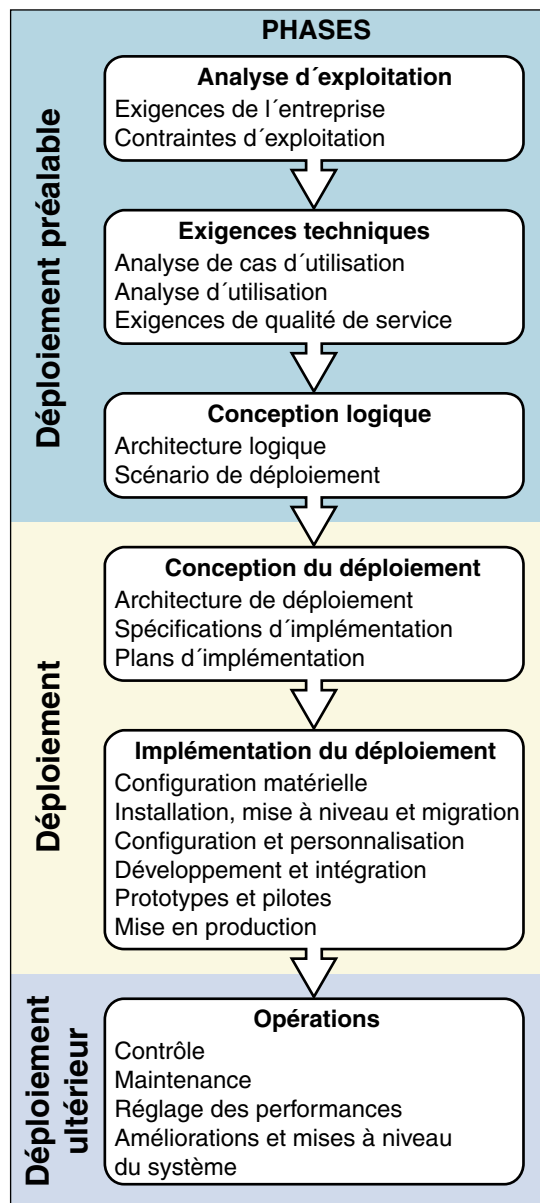 PHASES
Déploiement préalable
Analyse d´exploitation
Exigences de l´entreprise
Contraintes d´exploitation
Exigences techniques
Analyse de cas d´utilisation
Analyse d´utilisation
Exigences de qualité de service
Conception logique
Architecture logique
Scénario de déploiement
Déploiement
Conception du déploiement
Architecture de déploiement
Spécifications d´implémentation
Plans d´implémentation
Implémentation du déploiement
Configuration matérielle
Installation, mise à niveau et migration
Configuration et personnalisation
Développement et intégration
Prototypes et pilotes
Mise en production
Déploiement
ultérieur
Opérations
Contrôle
Maintenance
Réglage des performances
Améliorations et mises à niveau
du système